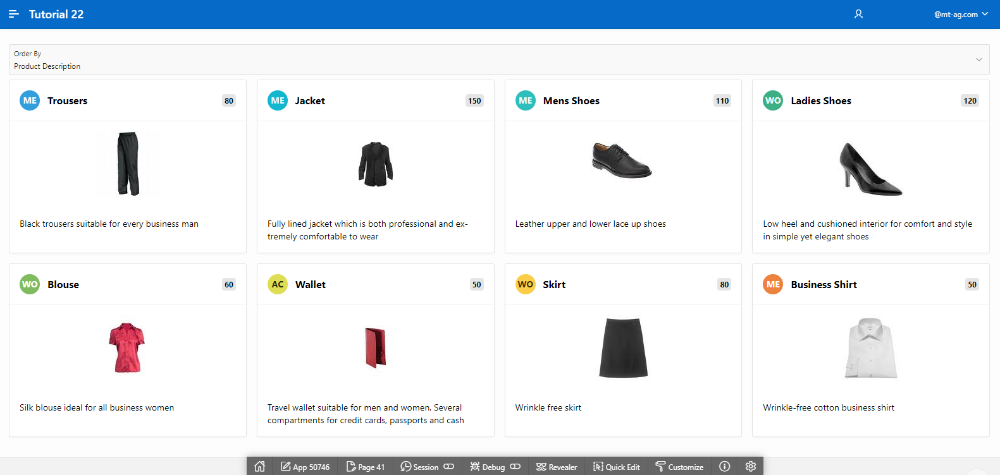 Tutorial 22
@mt-ag.com
Order By
Product Description
ME Trousers 80
Black trousers suitable for every business man
ME Jacket 150
Fully lined jacket which is both professional and ex-
tremely comfortable to wear
ME Mens Shoes 110
Leather upper and lower lace up shoes
WO Ladies Shoes 120
Low heel and cushioned interior for comfort and style
in simple yet elegant shoes
WO Blouse 60
Silk blouse ideal for all business women
AC Wallet 50
Travel wallet suitable for men and women. Several
compartments for credit cards, passports and cash
WO Skirt 80
Wrinkle free skirt
ME Business Shirt 50
Wrinkle-free cotton business shirt
App 50746 Page 41 Session Debug Revealer Quick Edit Customize